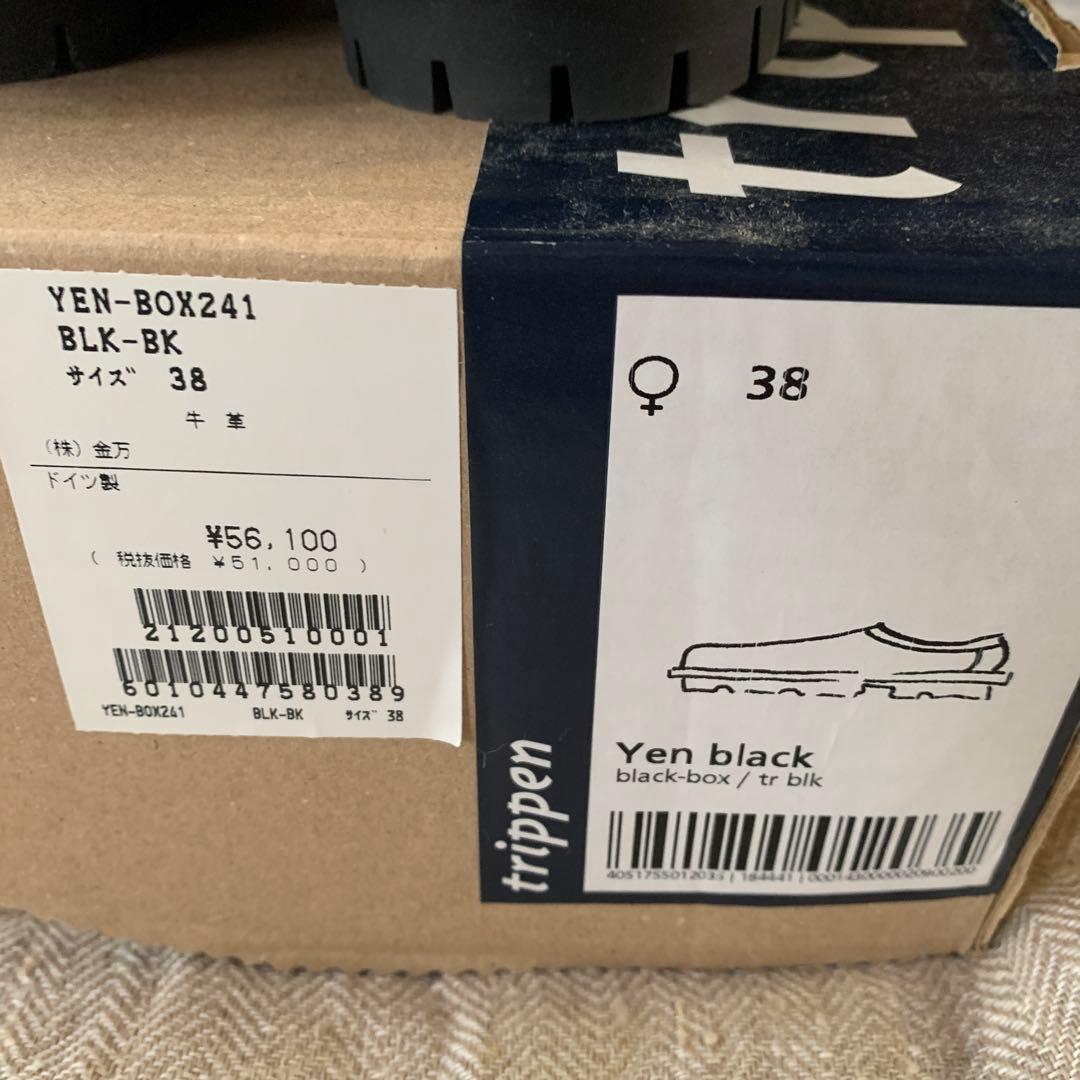 YEN-BOX241
BLK-BK
サイズ 38
牛 革
(株)金万
ドイツ製
¥56,100
( 税抜価格 ¥51,000 )
21200510001
6010447580389
YEN-BOX241 BLK-BK サイズ 38
♀ 38
Yen black
black-box / tr blk
trippen